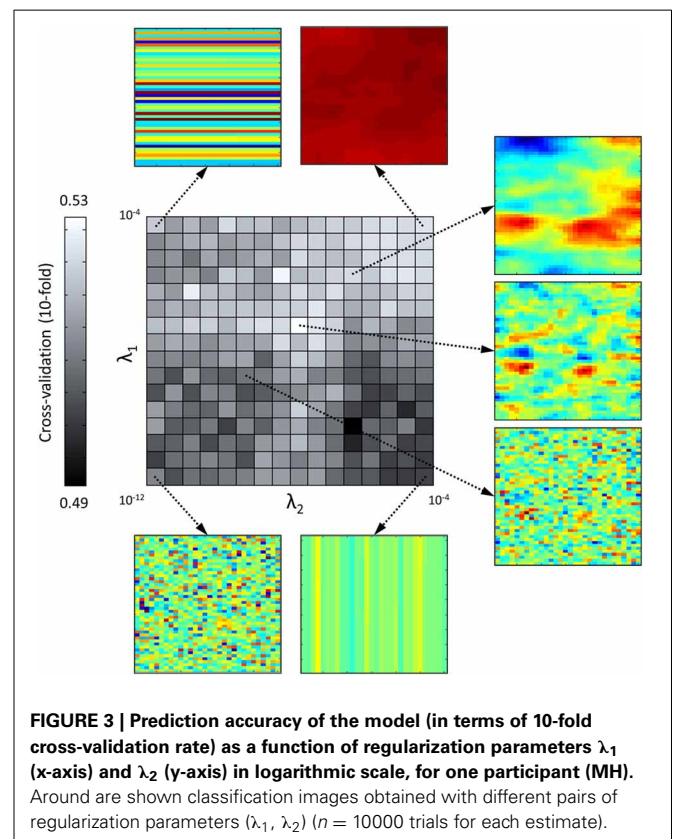 0.53
Cross-validation (10-fold)
0.49
10-4
λ1
10-12
λ2
10-4
FIGURE 3 | Prediction accuracy of the model (in terms of 10-fold
cross-validation rate) as a function of regularization parameters λ1
(x-axis) and λ2 (y-axis) in logarithmic scale, for one participant (MH).
Around are shown classification images obtained with different pairs of
regularization parameters (λ1, λ2) (n = 10000 trials for each estimate).